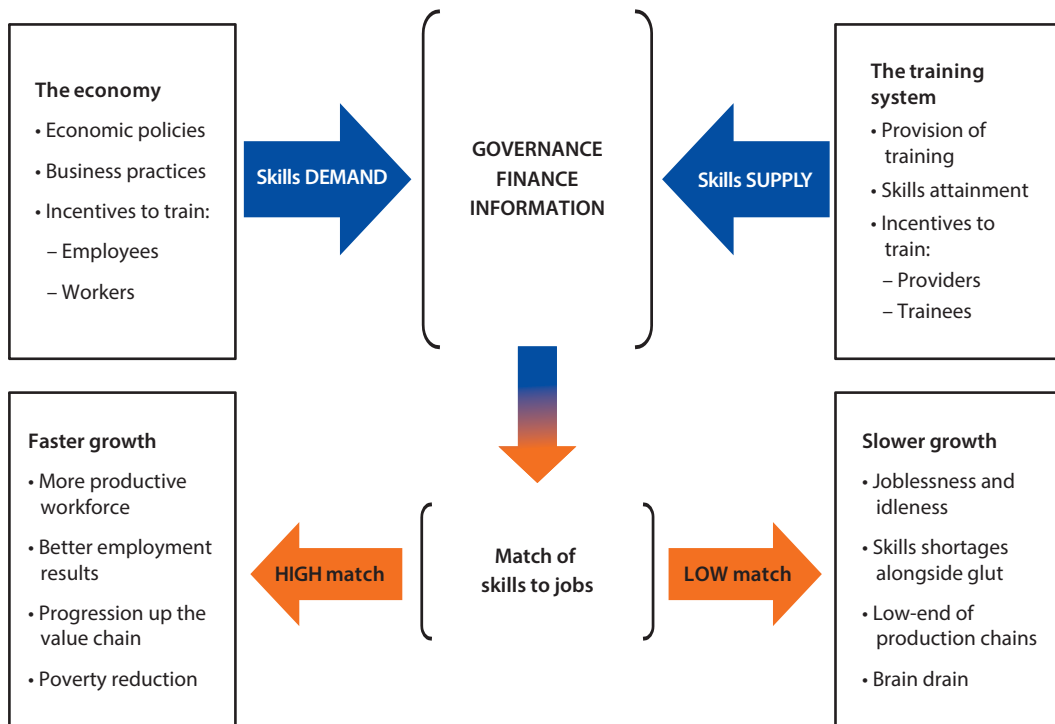 The economy
• Economic policies
• Business practices
• Incentives to train:
– Employees
– Workers
Skills DEMAND
GOVERNANCE
FINANCE
INFORMATION
Skills SUPPLY
The training
system
• Provision of
training
• Skills attainment
• Incentives to
train:
– Providers
– Trainees
Faster growth
• More productive
workforce
• Better employment
results
• Progression up the
value chain
• Poverty reduction
HIGH match
Match of
skills to jobs
LOW match
Slower growth
• Joblessness and
idleness
• Skills shortages
alongside glut
• Low-end of
production chains
• Brain drain